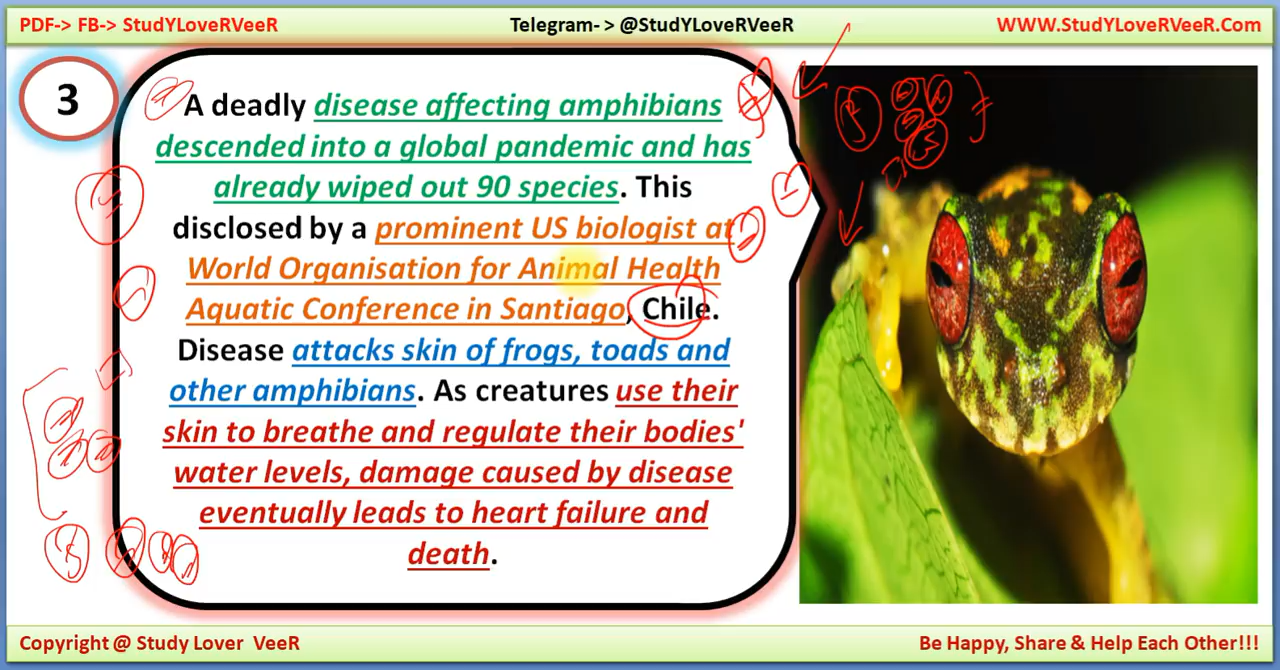 PDF-> FB-> StudYLoveRVeeR
Telegram-> @StudYLoveRVeeR
WWW.StudYLoveRVeeR.Com
3
A deadly disease affecting amphibians
descended into a global pandemic and has
already wiped out 90 species. This
disclosed by a prominent US biologist at
World Organisation for Animal Health
Aquatic Conference in Santiago, Chile.
Disease attacks skin of frogs, toads and
other amphibians. As creatures use their
skin to breathe and regulate their bodies'
water levels, damage caused by disease
eventually leads to heart failure and
death.
Copyright @ Study Lover VeeR
Be Happy, Share & Help Each Other!!!